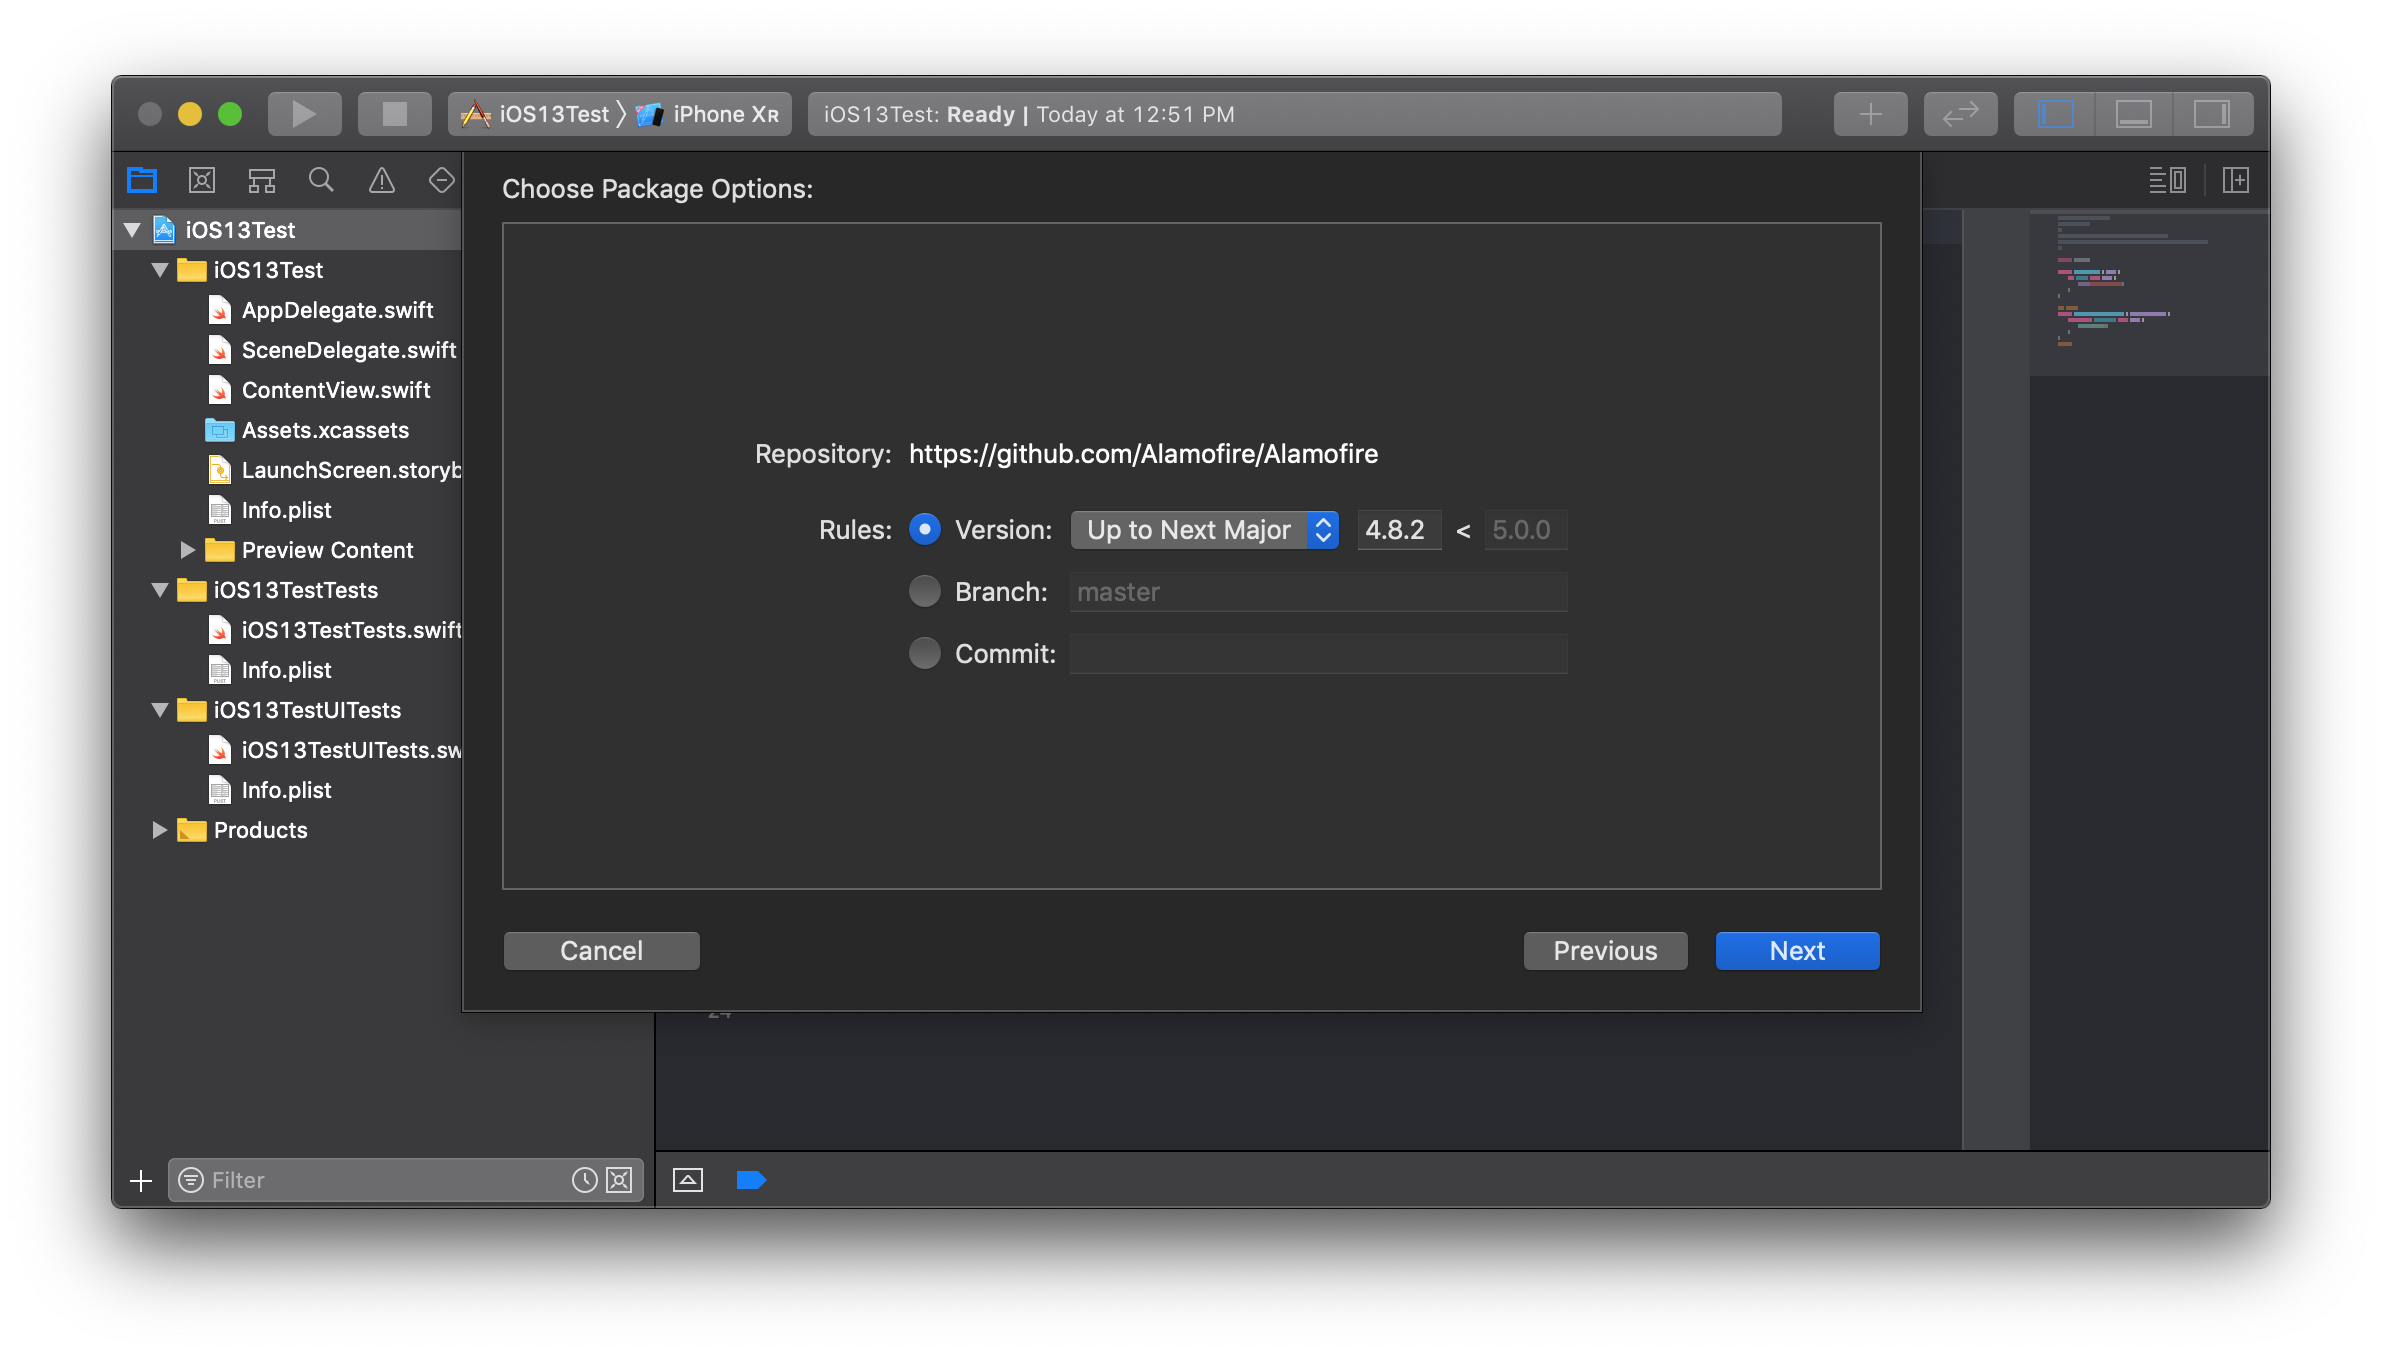 iOS13Test 〉 iPhone Xʀ
iOS13Test: Ready | Today at 12:51 PM
iOS13Test
iOS13Test
AppDelegate.swift
SceneDelegate.swift
ContentView.swift
Assets.xcassets
LaunchScreen.storyb
Info.plist
Preview Content
iOS13TestTests
iOS13TestTests.swift
Info.plist
iOS13TestUITests
iOS13TestUITests.sw
Info.plist
Products
Filter
Choose Package Options:
Repository: https://github.com/Alamofire/Alamofire
Rules: Version: Up to Next Major 4.8.2 < 5.0.0
Branch: master
Commit:
Cancel Previous Next
24